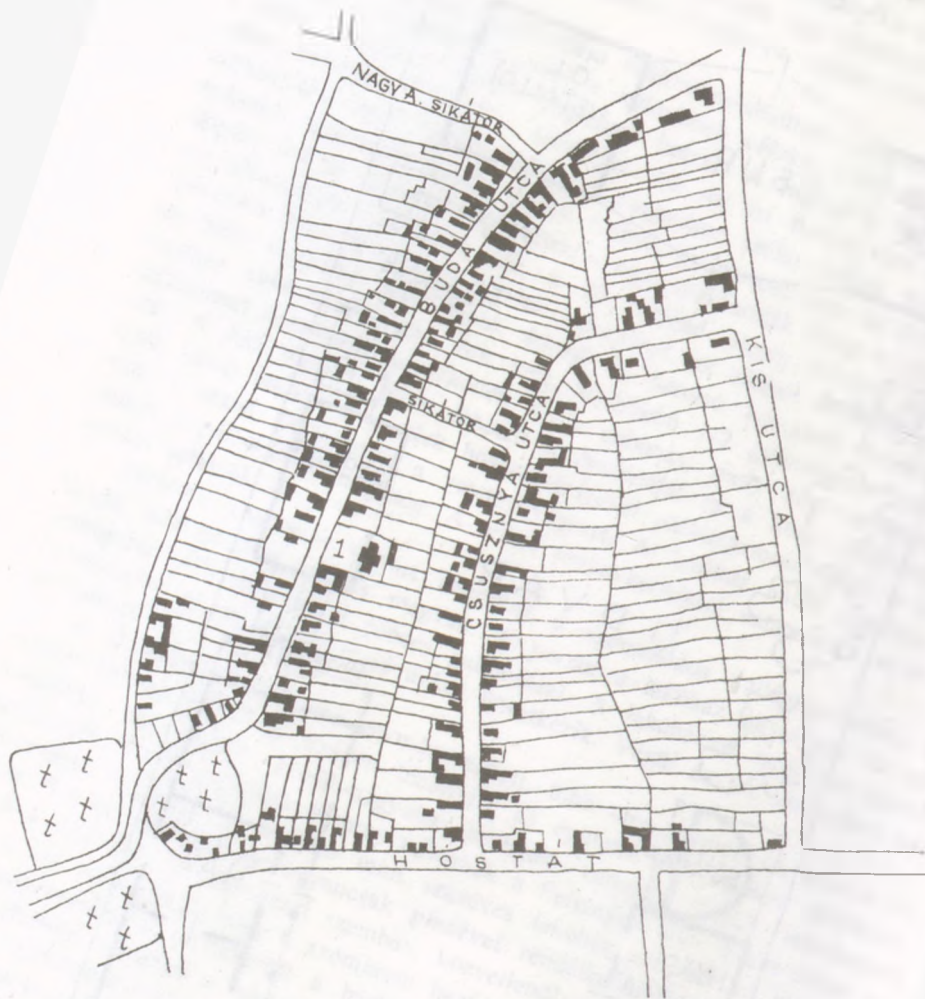 NAGY A. SIKÁTOR
BUDA UTCA
SIKÁTOR
CSUSZNYA UTCA
KIS UTCA
1
HOSTÁT